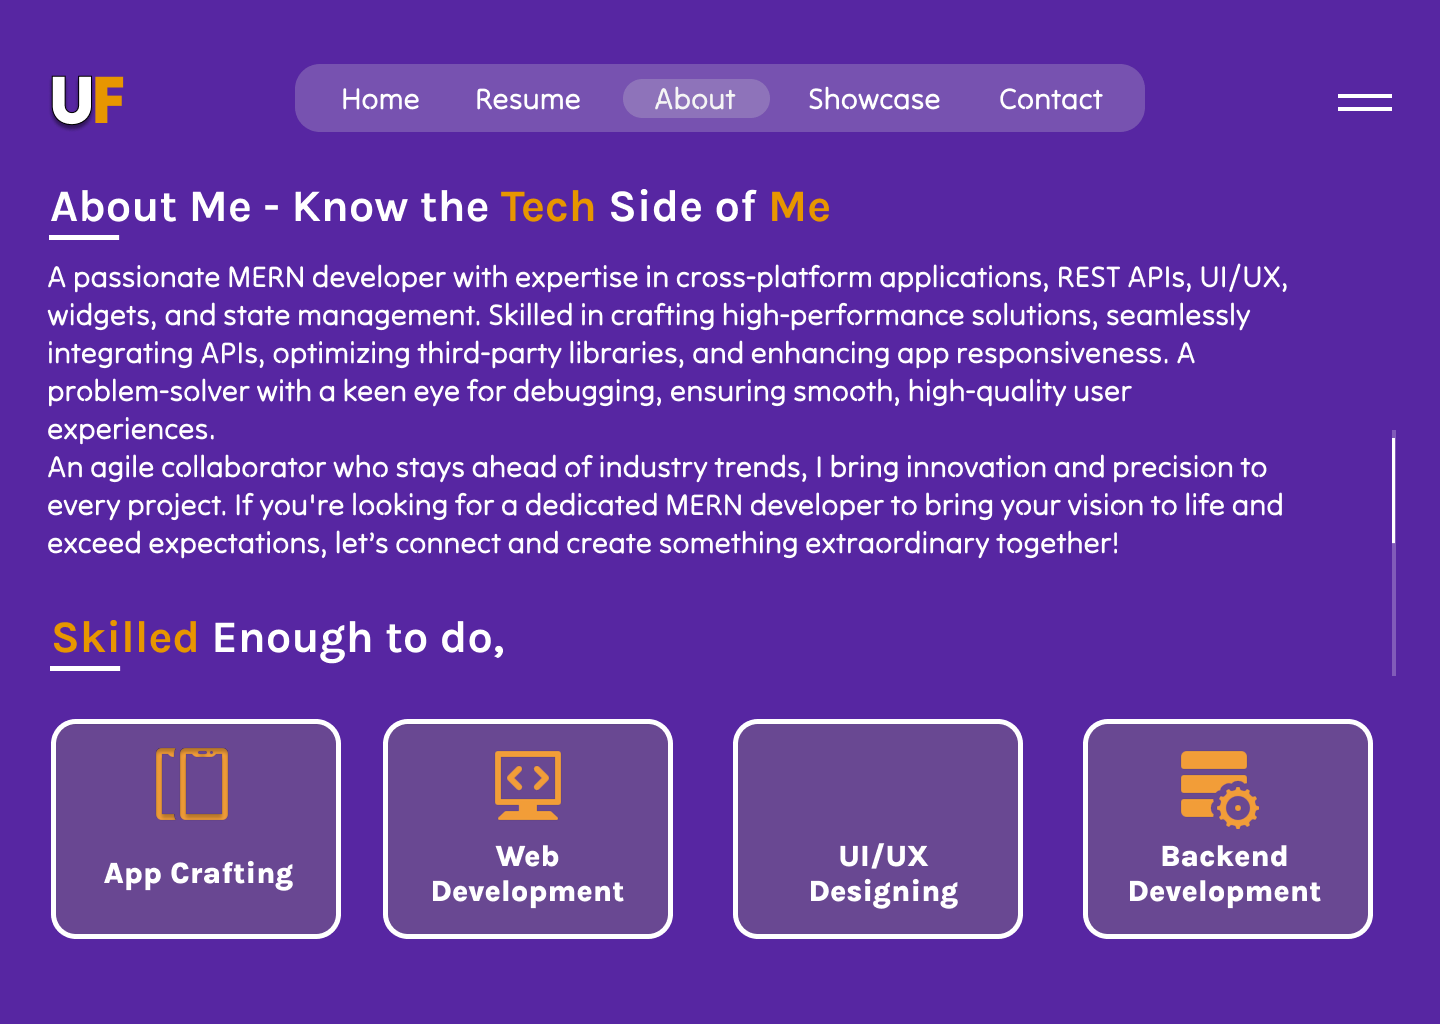 UF
Home Resume About Showcase Contact
About Me - Know the Tech Side of Me
A passionate MERN developer with expertise in cross-platform applications, REST APIs, UI/UX,
widgets, and state management. Skilled in crafting high-performance solutions, seamlessly
integrating APIs, optimizing third-party libraries, and enhancing app responsiveness. A
problem-solver with a keen eye for debugging, ensuring smooth, high-quality user
experiences.
An agile collaborator who stays ahead of industry trends, I bring innovation and precision to
every project. If you're looking for a dedicated MERN developer to bring your vision to life and
exceed expectations, let’s connect and create something extraordinary together!
Skilled Enough to do,
App Crafting
Web
Development
UI/UX
Designing
Backend
Development